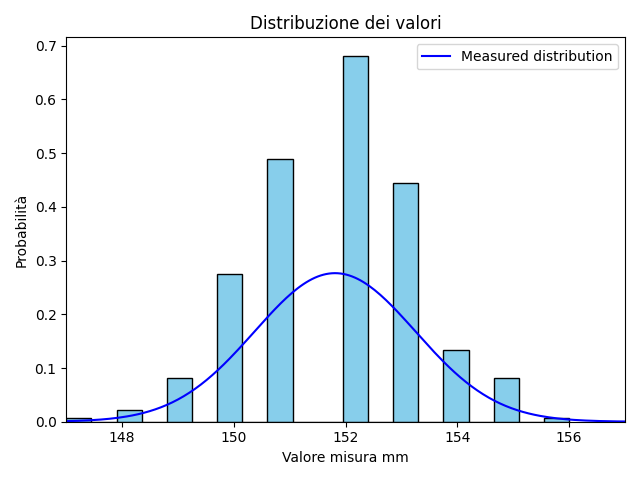 Distribuzione dei valori
Measured distribution
0.7
0.6
0.5
0.4
0.3
0.2
0.1
0.0
Probabilità
148 150 152 154 156
Valore misura mm